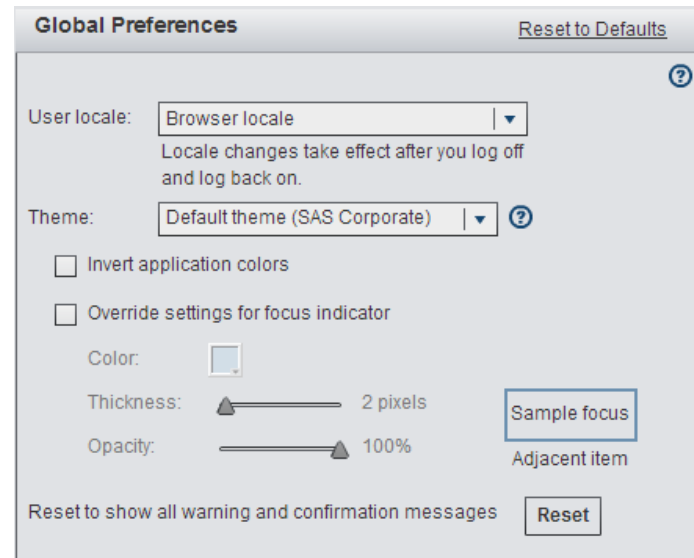 Global Preferences
Reset to Defaults
?
User locale:
Browser locale
Locale changes take effect after you log off
and log back on.
Theme:
Default theme (SAS Corporate)
?
Invert application colors
Override settings for focus indicator
Color:
Thickness:
2 pixels
Sample focus
Opacity:
100%
Adjacent item
Reset to show all warning and confirmation messages
Reset